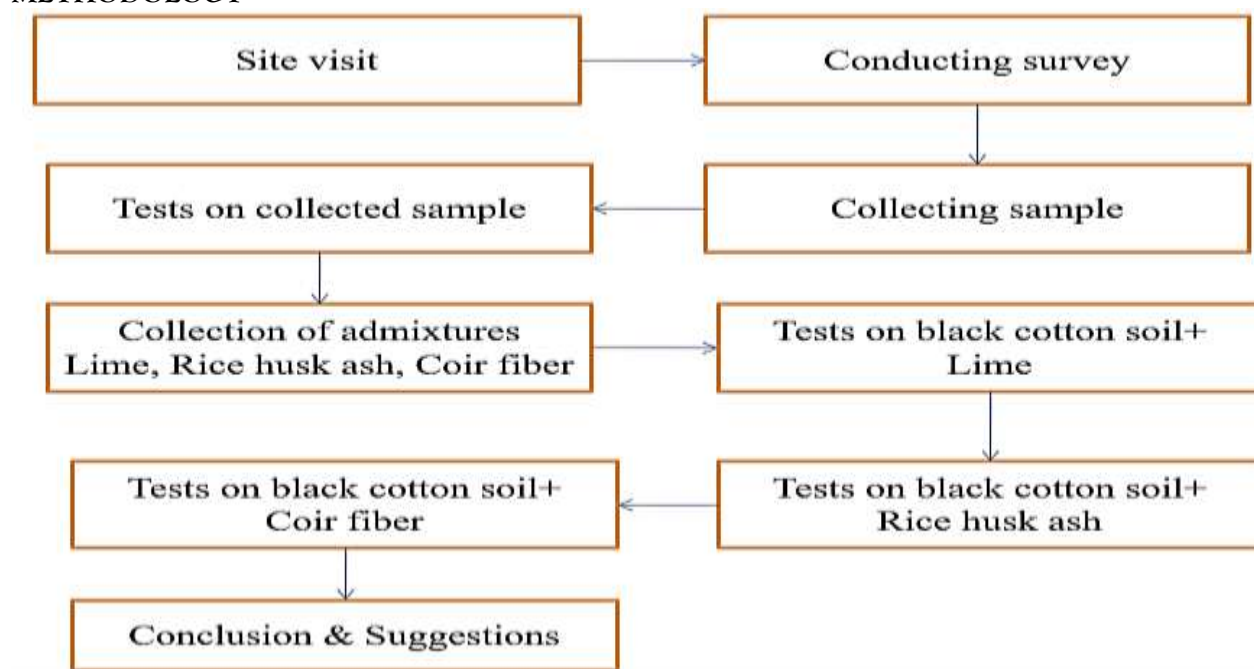 METHODOLOGY
Site visit
Conducting survey
Collecting sample
Tests on collected sample
Collection of admixtures
Lime, Rice husk ash, Coir fiber
Tests on black cotton soil+
Lime
Tests on black cotton soil+
Rice husk ash
Tests on black cotton soil+
Coir fiber
Conclusion & Suggestions